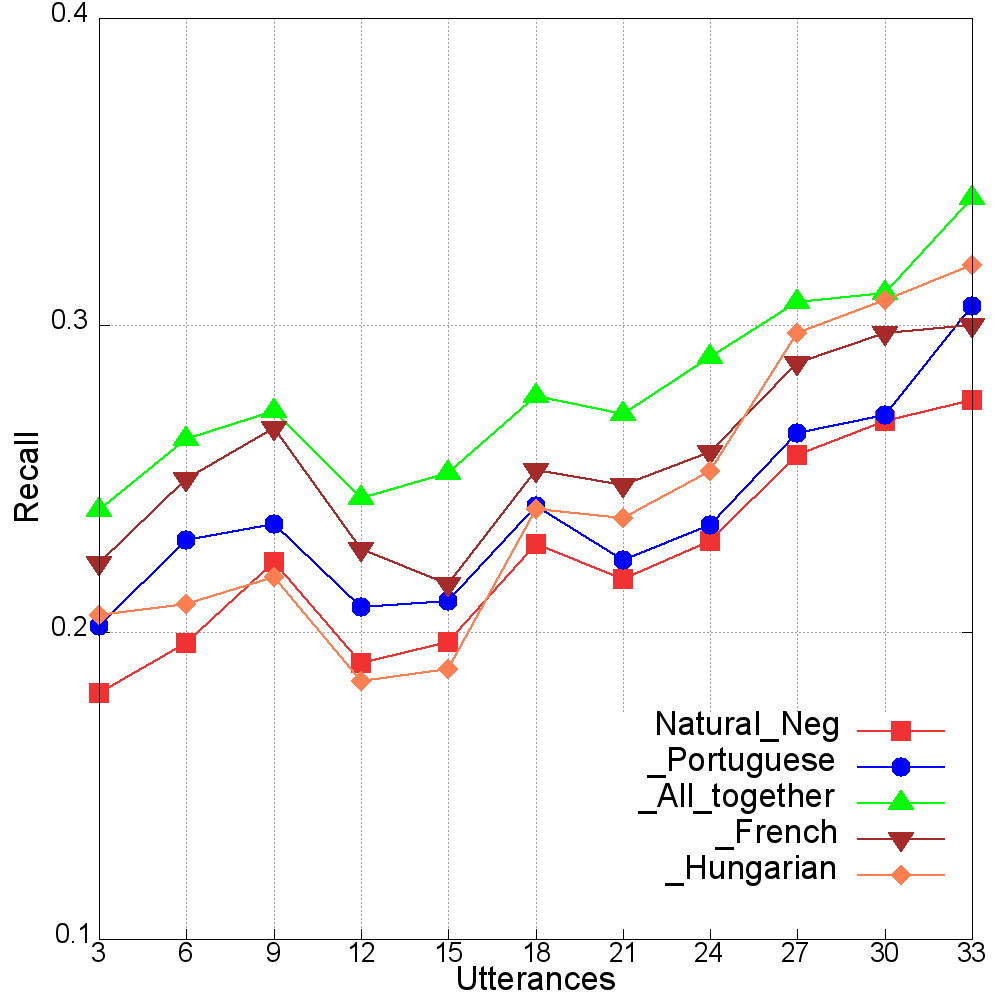 0.4
0.3
0.2
0.1
Recall
3 6 9 12 15 18 21 24 27 30 33
Utterances
Natural_Neg
_Portuguese
_All_together
_French
_Hungarian